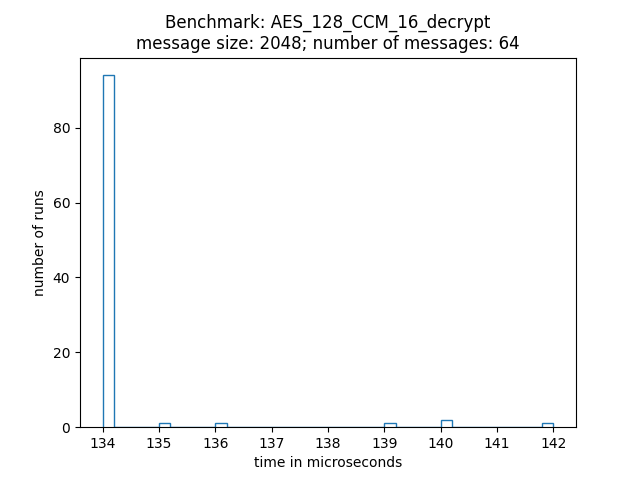 Benchmark: AES_128_CCM_16_decrypt
message size: 2048; number of messages: 64
80
60
40
20
0
number of runs
134 135 136 137 138 139 140 141 142
time in microseconds